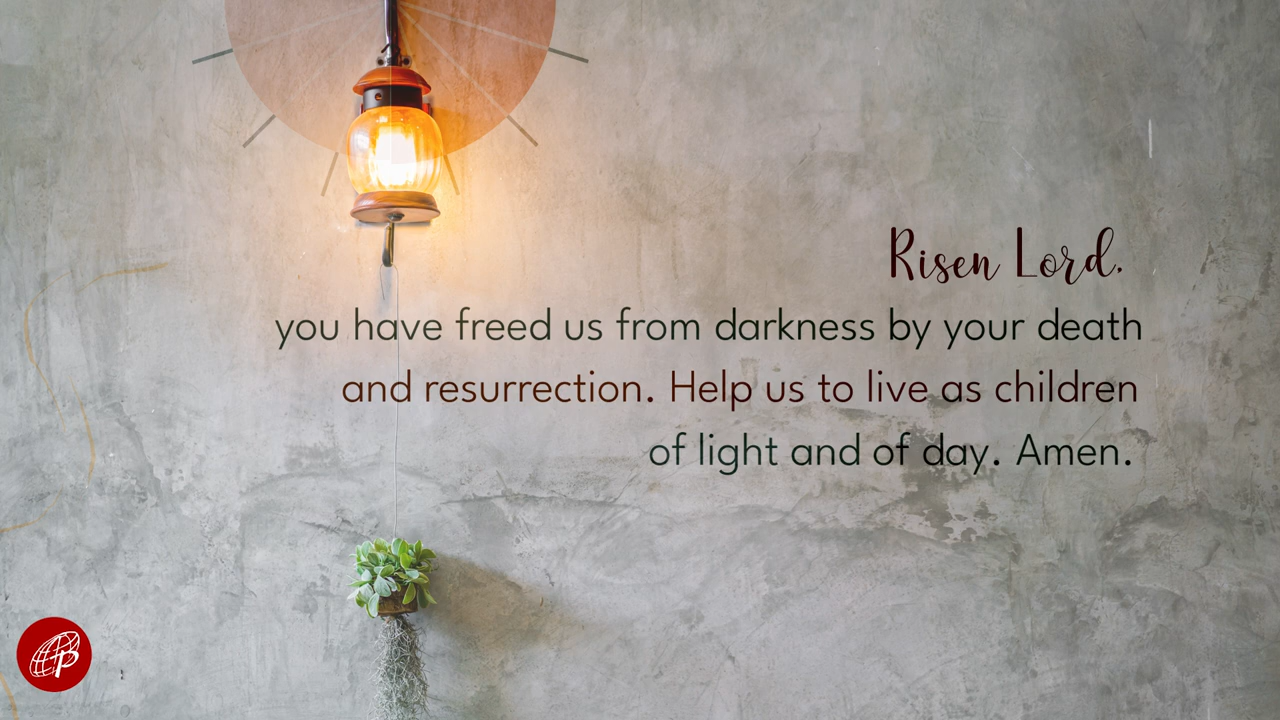 Risen Lord,
you have freed us from darkness by your death
and resurrection. Help us to live as children
of light and of day. Amen.